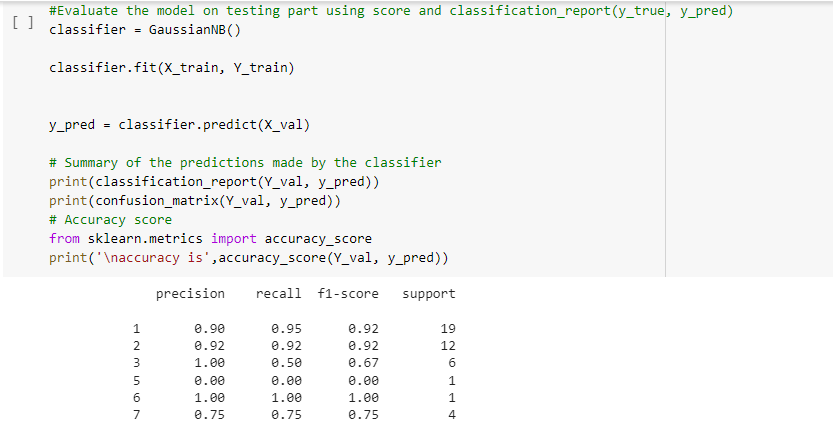 #Evaluate the model on testing part using score and classification_report(y_true, y_pred)
[ ] classifier = GaussianNB()
classifier.fit(X_train, Y_train)
y_pred = classifier.predict(X_val)
# Summary of the predictions made by the classifier
print(classification_report(Y_val, y_pred))
print(confusion_matrix(Y_val, y_pred))
# Accuracy score
from sklearn.metrics import accuracy_score
print('\naccuracy is',accuracy_score(Y_val, y_pred))
precision recall f1-score support
1 0.90 0.95 0.92 19
2 0.92 0.92 0.92 12
3 1.00 0.50 0.67 6
5 0.00 0.00 0.00 1
6 1.00 1.00 1.00 1
7 0.75 0.75 0.75 4